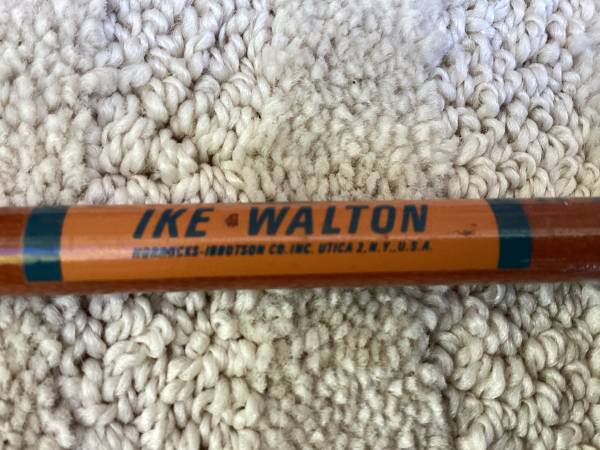 IKE WALTON
HORROCKS-IBBOTSON CO. INC. UTICA 2, N.Y., U.S.A.